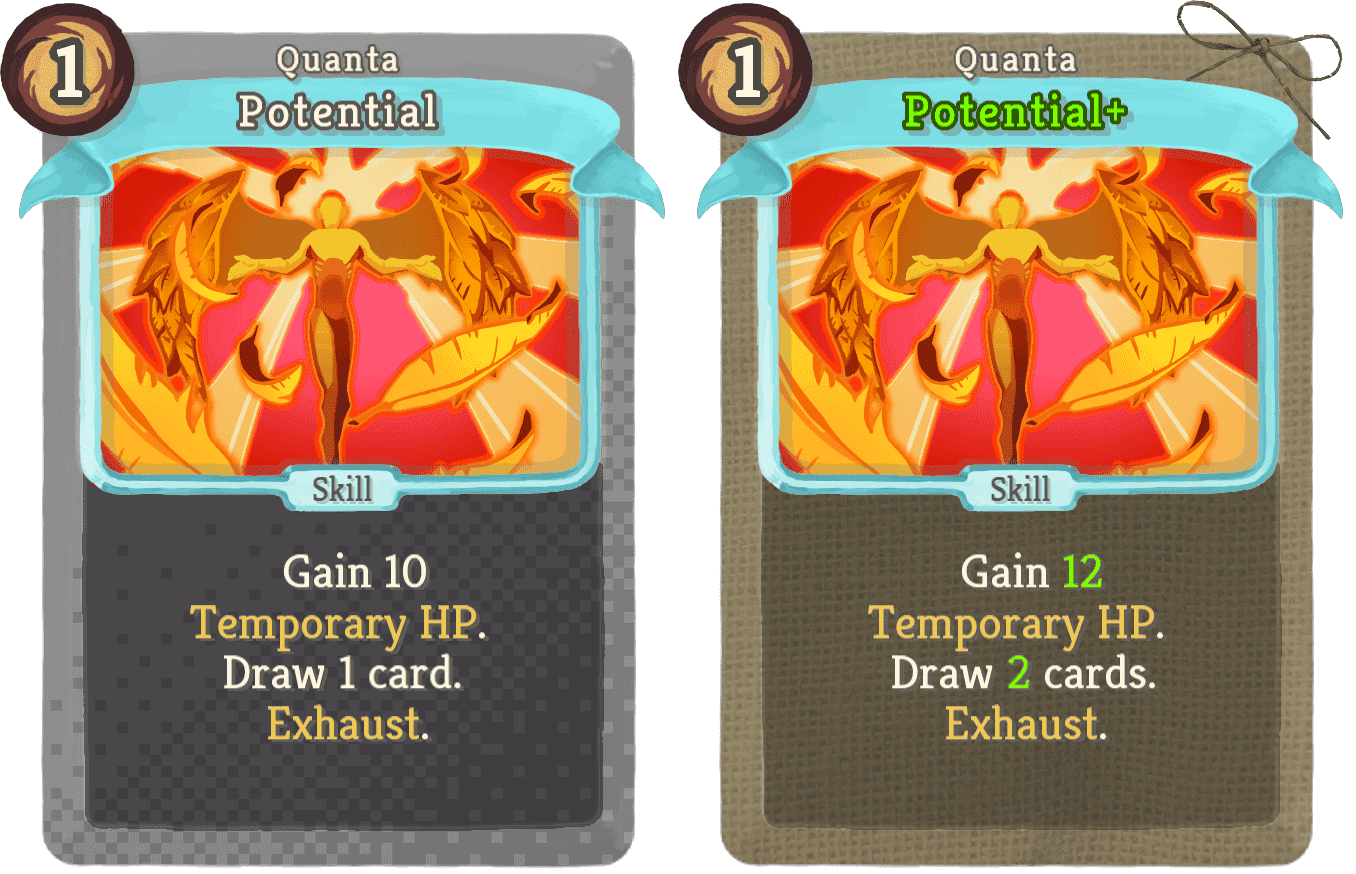 1
Quanta
Potential
Skill
Gain 10
Temporary HP.
Draw 1 card.
Exhaust.
1
Quanta
Potential+
Skill
Gain 12
Temporary HP.
Draw 2 cards.
Exhaust.